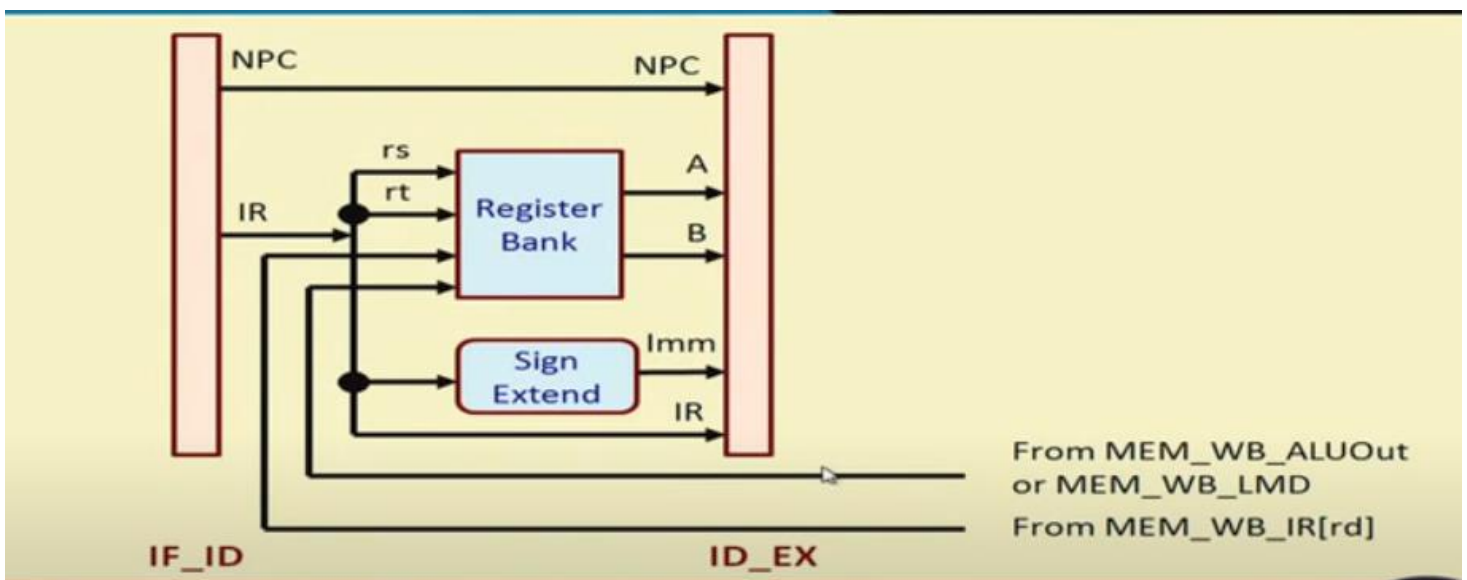 NPC
NPC
rs
A
rt
IR
Register
Bank
B
Imm
Sign
Extend
IR
From MEM_WB_ALUOut
or MEM_WB_LMD
From MEM_WB_IR[rd]
IF_ID
ID_EX